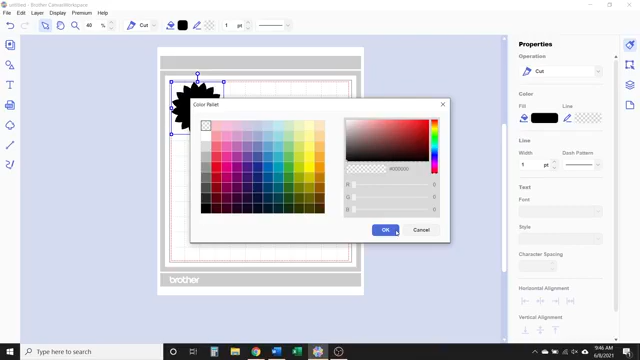 untitled - Brother CanvasWorkspace
File Edit Layer Display Premium Help
40 % Cut 1 pt
Properties
Operation
Cut
Color
Fill Line
Line
Width Dash Pattern
1 pt
Text
Font
Style
Character Spacing
Horizontal Alignment
Vertical Alignment
Color Pallet
#000000
R 0
G 0
B 0
OK Cancel
brother
Type here to search
9:46 AM
6/8/2021